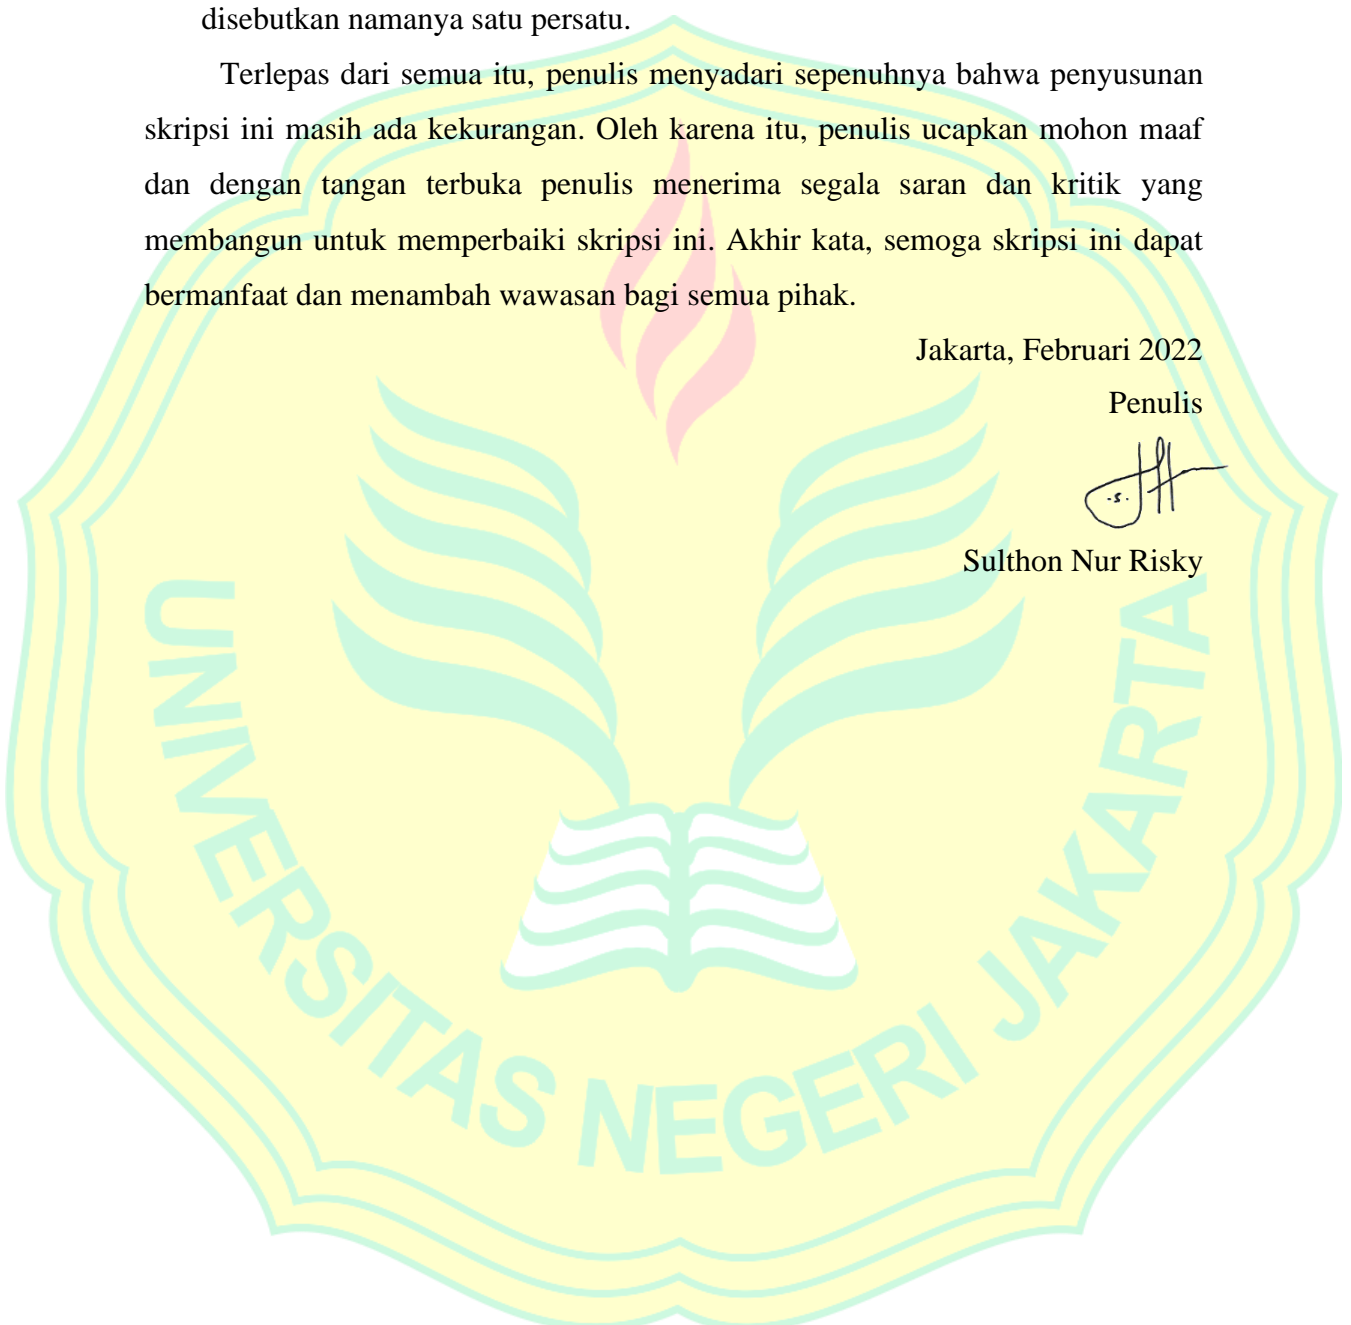 disebutkan namanya satu persatu.
Terlepas dari semua itu, penulis menyadari sepenuhnya bahwa penyusunan
skripsi ini masih ada kekurangan. Oleh karena itu, penulis ucapkan mohon maaf
dan dengan tangan terbuka penulis menerima segala saran dan kritik yang
membangun untuk memperbaiki skripsi ini. Akhir kata, semoga skripsi ini dapat
bermanfaat dan menambah wawasan bagi semua pihak.
Jakarta, Februari 2022
Penulis
Sulthon Nur Risky
UNIVERSITAS NEGERI JAKARTA